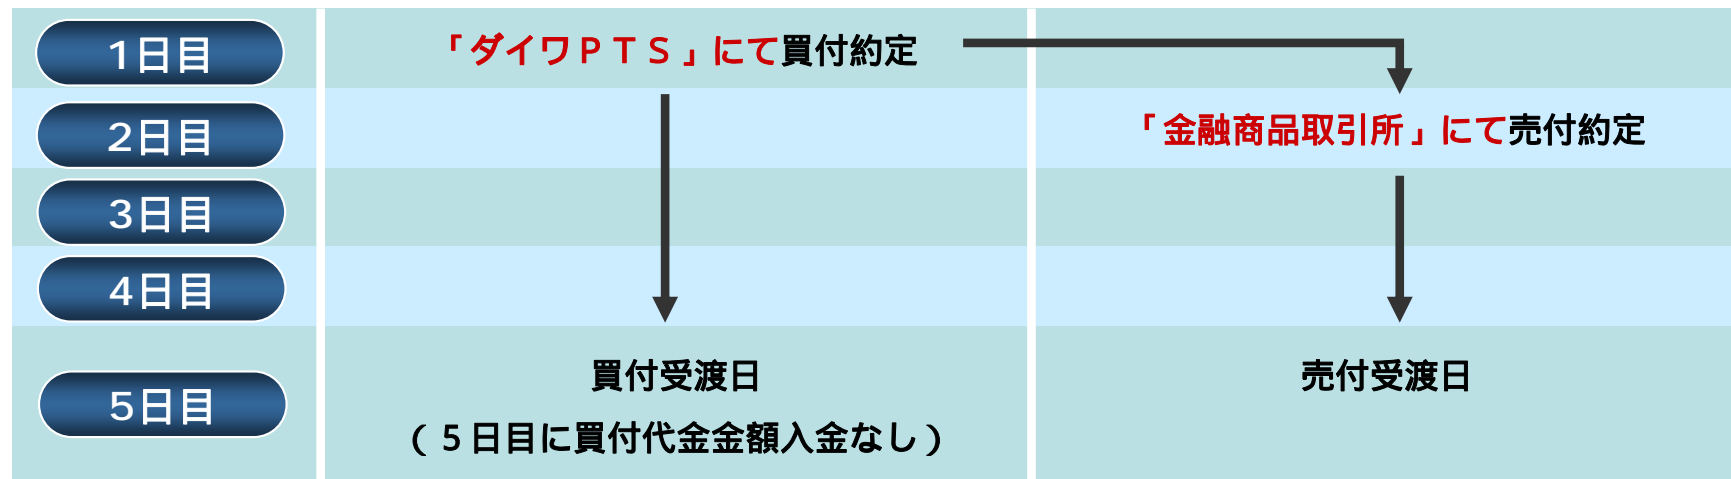 1日目
「ダイワＰＴＳ」にて買付約定
2日目
「金融商品取引所」にて売付約定
3日目
4日目
5日目
買付受渡日
売付受渡日
（５日目に買付代金金額入金なし）